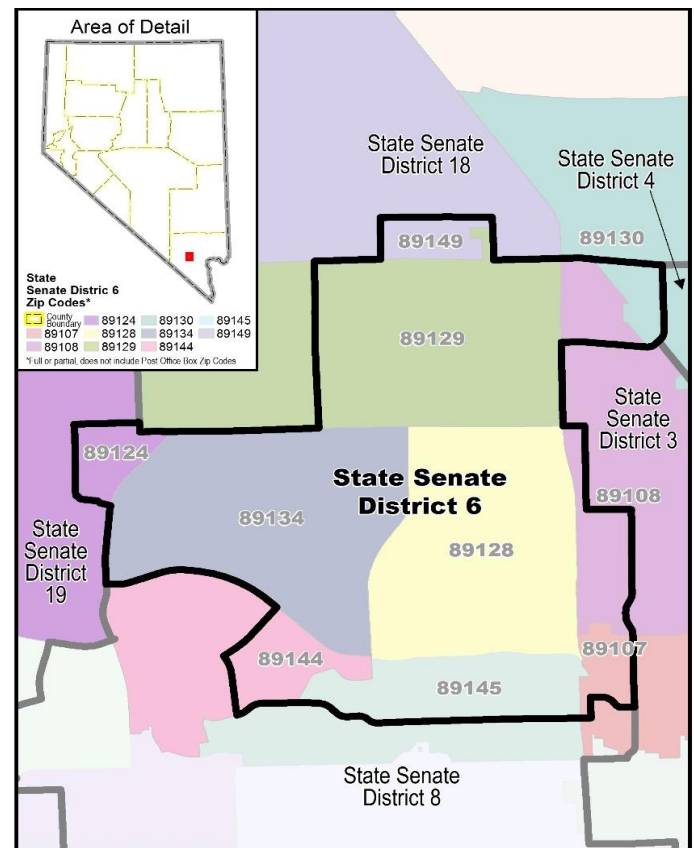 Area of Detail
State
Senate Distric 6
Zip Codes*
County
Boundary
89107
89108
89124
89128
89129
89130
89134
89144
89145
89149
*Full or partial, does not include Post Office Box Zip Codes
State Senate
District 18
State Senate
District 4
89149
89130
89129
State
Senate
District 3
89124
State Senate
District 6
89108
89134
State
Senate
District
19
89128
89107
89144
89145
State Senate
District 8